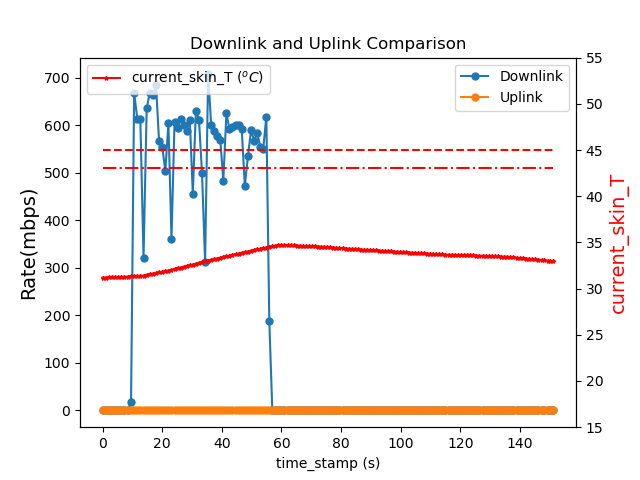 Downlink and Uplink Comparison
current_skin_T (°C)
Downlink
Uplink
Rate(mbps)
700
600
500
400
300
200
100
0
55
50
45
40
35
30
25
20
15
current_skin_T
0 20 40 60 80 100 120 140
time_stamp (s)